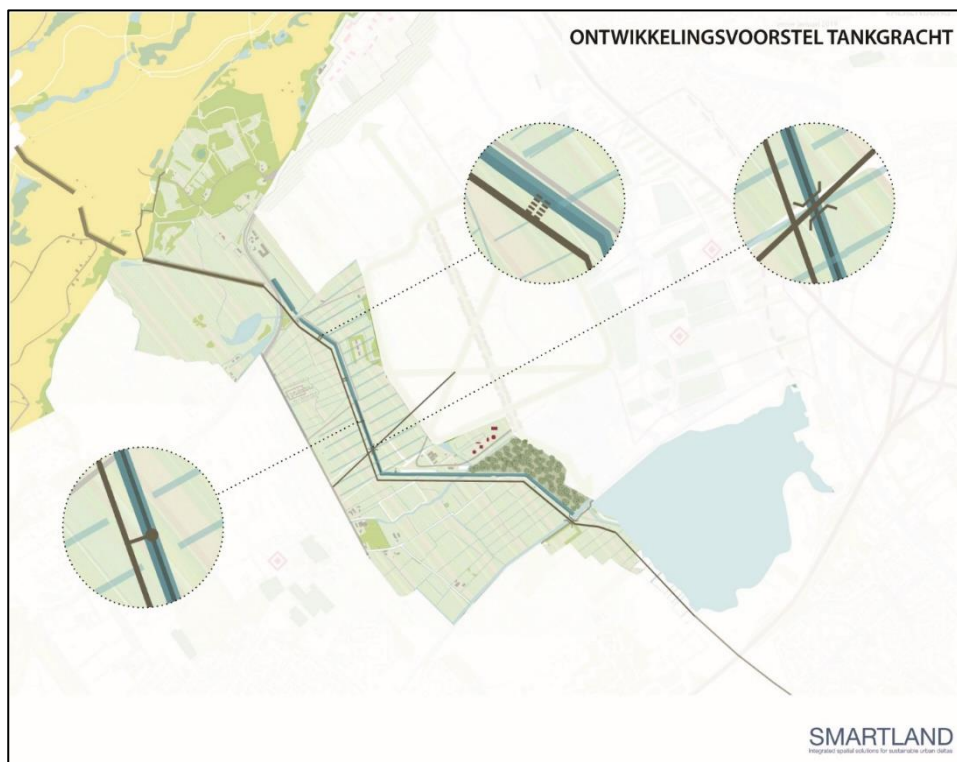 ONTWIKKELINGSVOORSTEL TANKGRACHT
SMARTLAND
Integrated spatial solutions for sustainable urban deltas